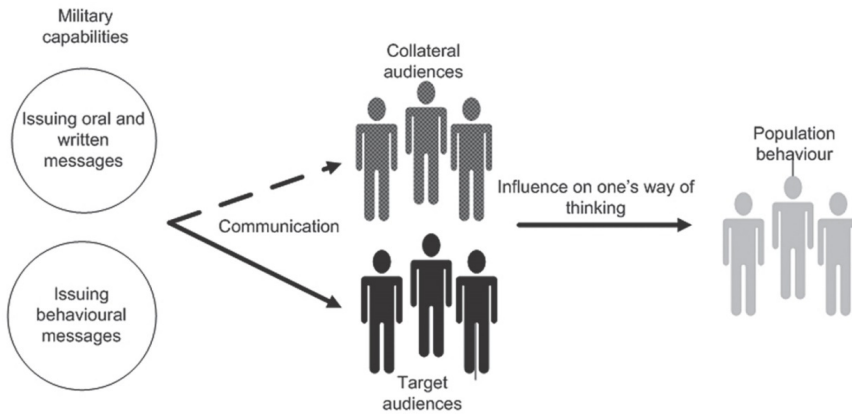 Military
capabilities
Issuing oral and
written
messages
Issuing
behavioural
messages
Communication
Collateral
audiences
Target
audiences
Influence on one's way of
thinking
Population
behaviour